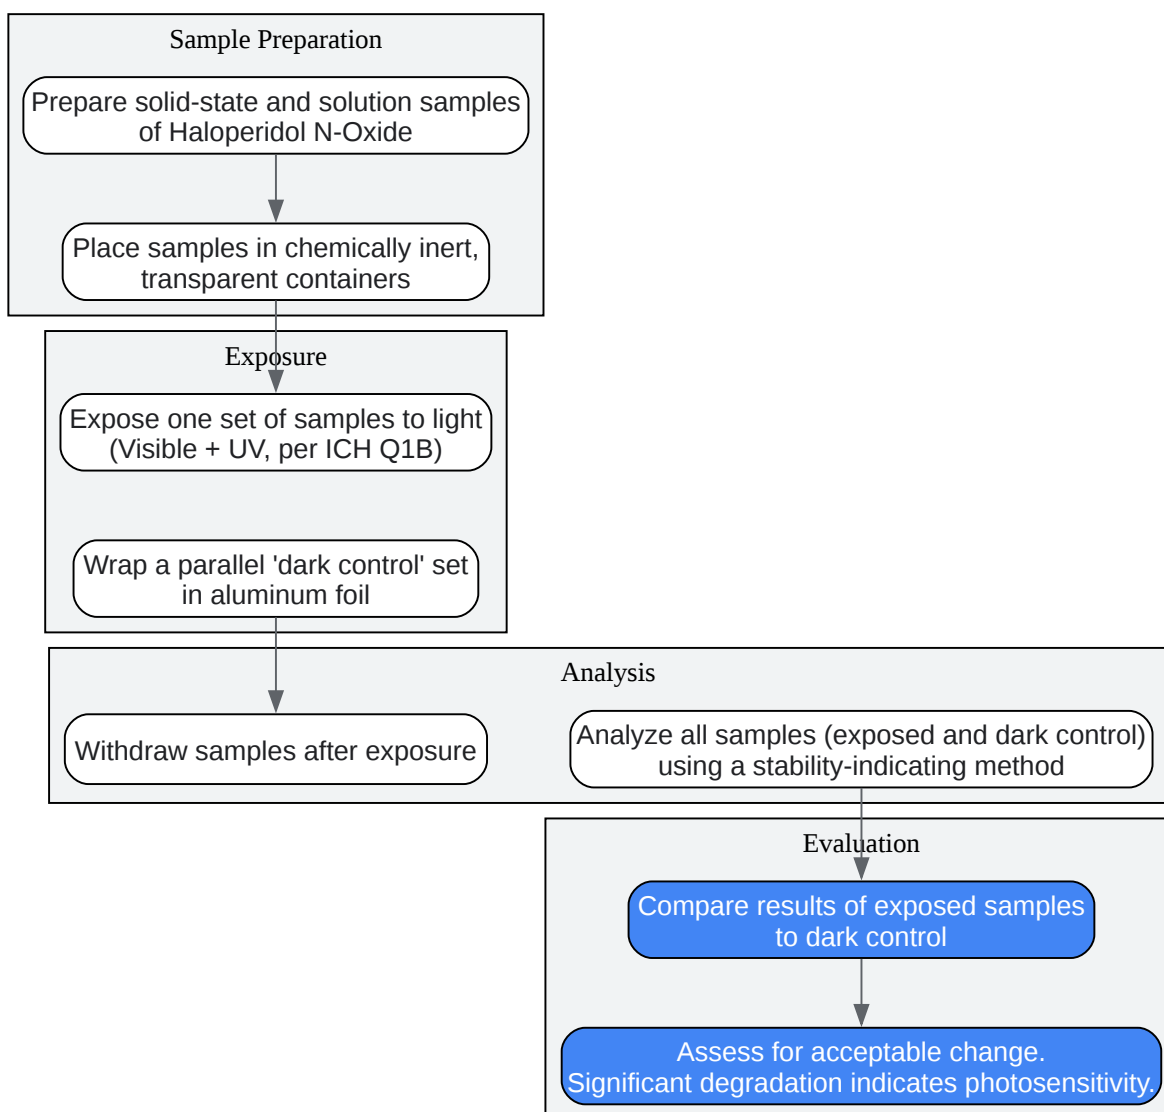 Sample Preparation
Prepare solid-state and solution samples
of Haloperidol N-Oxide
Place samples in chemically inert,
transparent containers
Exposure
Expose one set of samples to light
(Visible + UV, per ICH Q1B)
Wrap a parallel 'dark control' set
in aluminum foil
Analysis
Withdraw samples after exposure
Analyze all samples (exposed and dark control)
using a stability-indicating method
Evaluation
Compare results of exposed samples
to dark control
Assess for acceptable change.
Significant degradation indicates photosensitivity.